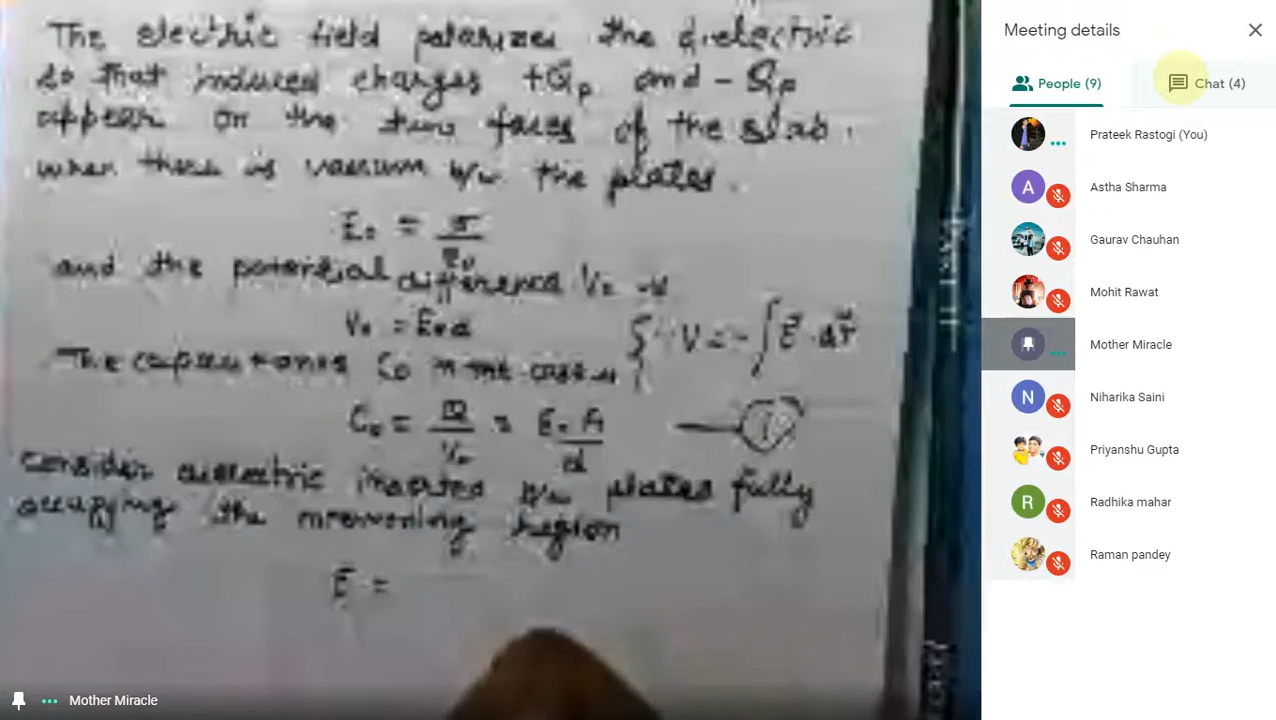 The electric field polarizes the dielectric
so that induced charges +Qp and -Qp
appear on the two faces of the slab.
when there is vacuum b/w the plates.
E₀ = σ/ε₀
and the potential difference V₀
V₀ = E₀d
{ ∵ V = -∫E⃗·dr⃗
The capacitance C₀ in case is
C₀ = Q/V₀ = ε₀A/d — ①
Consider dielectric inserted b/w plates fully
occupying the region
E =
Mother Miracle
Meeting details
People (9)
Chat (4)
Prateek Rastogi (You)
A Astha Sharma
Gaurav Chauhan
Mohit Rawat
Mother Miracle
N Niharika Saini
Priyanshu Gupta
R Radhika mahar
Raman pandey